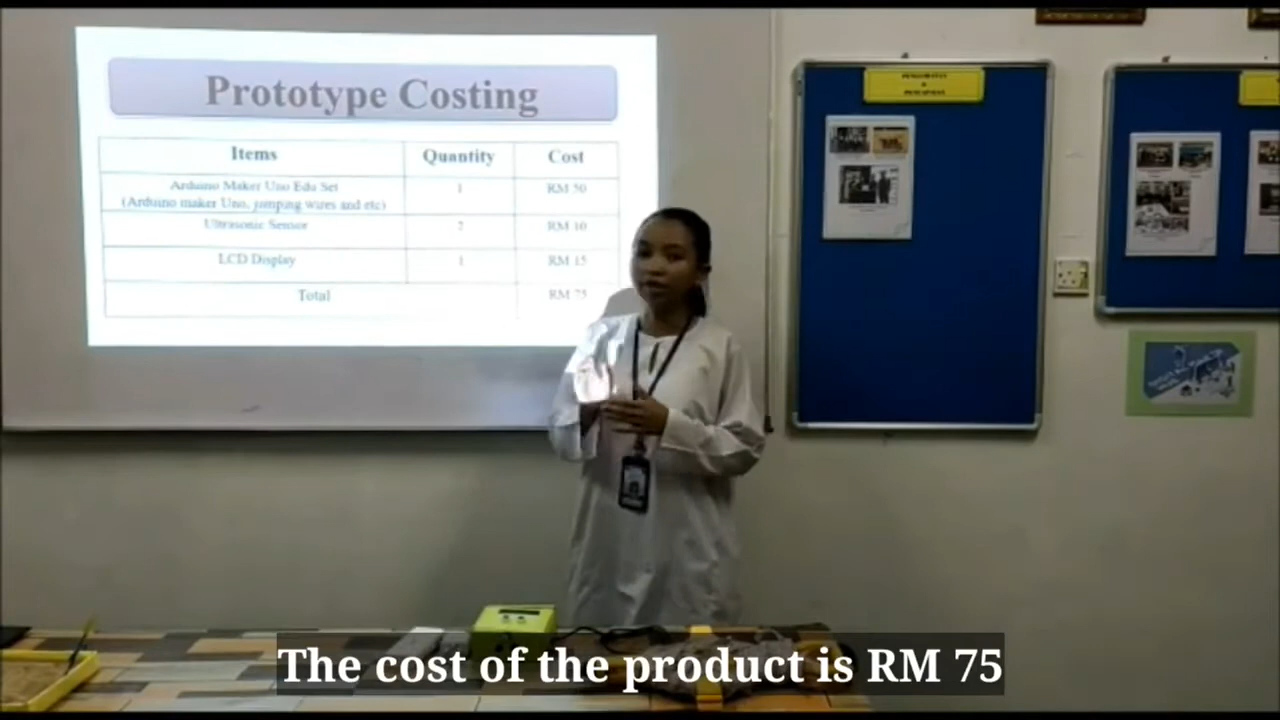 Prototype Costing
Items Quantity Cost
Arduino Maker Uno Edu Set 1 RM 50
(Arduino maker Uno, jumping wires and etc)
Ultrasonic Sensor 2 RM 10
LCD Display 1 RM 15
Total RM 75
The cost of the product is RM 75